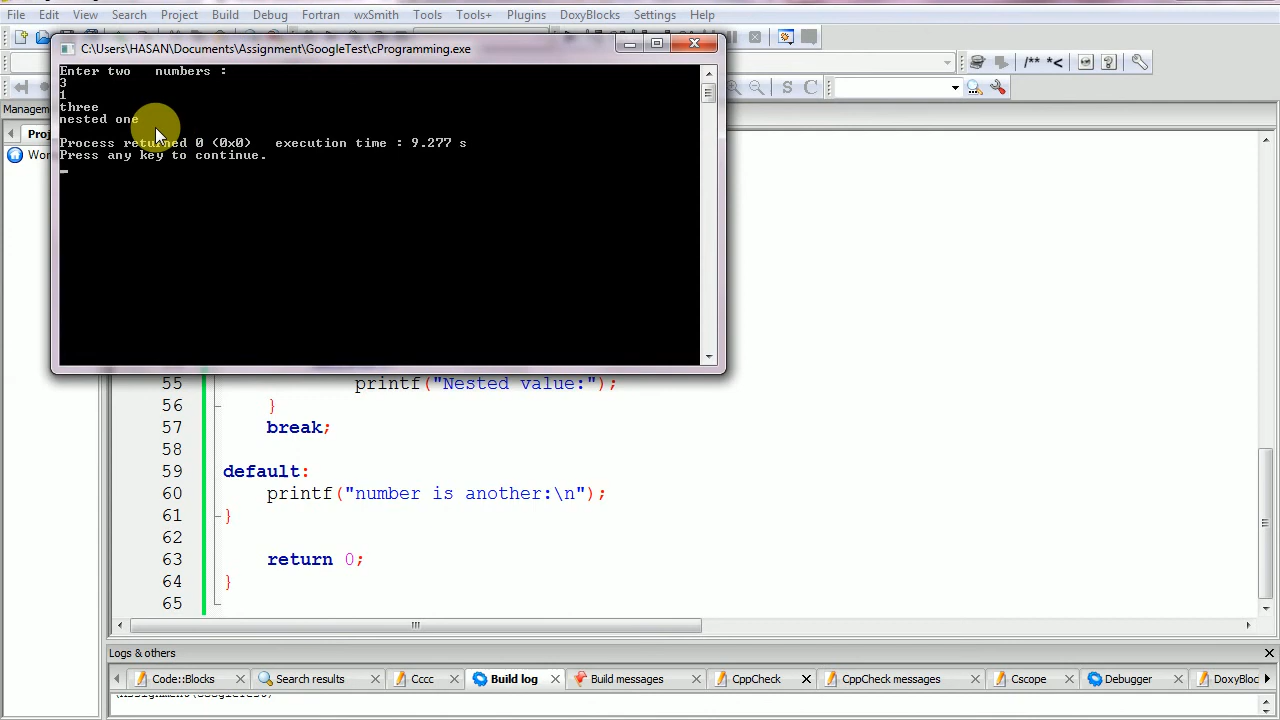 File Edit View Search Project Build Debug Fortran wxSmith Tools Tools+ Plugins DoxyBlocks Settings Help
C:\Users\HASAN\Documents\Assignment\GoogleTest\cProgramming.exe
/** *<
Enter two   numbers :
3
1
three
nested one
Process returned 0 (0x0)   execution time : 9.277 s
Press any key to continue.
Managem
Proj
Wor
55 printf("Nested value:");
56 }
57 break;
58
59 default:
60 printf("number is another:\n");
61 }
62
63 return 0;
64 }
65
Logs & others
Code::Blocks Search results Cccc Build log Build messages CppCheck CppCheck messages Cscope Debugger DoxyBloc